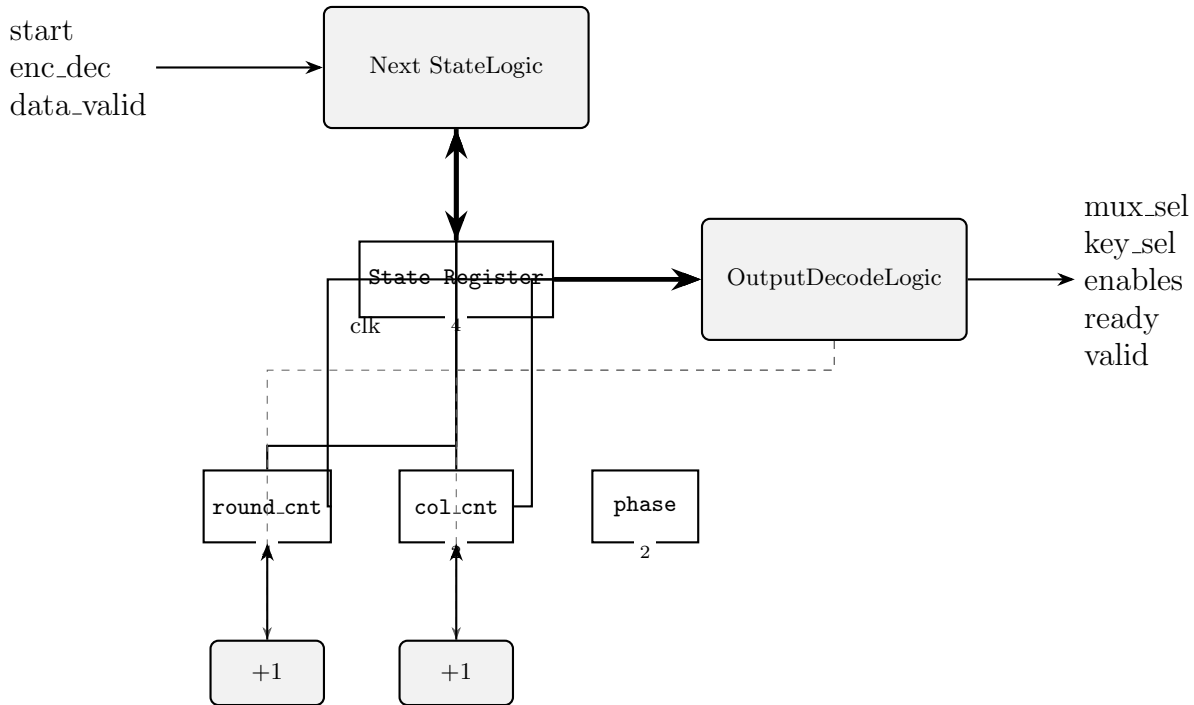 start
enc_dec
data_valid
Next StateLogic
State Register
clk
4
OutputDecodeLogic
mux_sel
key_sel
enables
ready
valid
round_cnt
col_cnt
phase
2
+1
+1